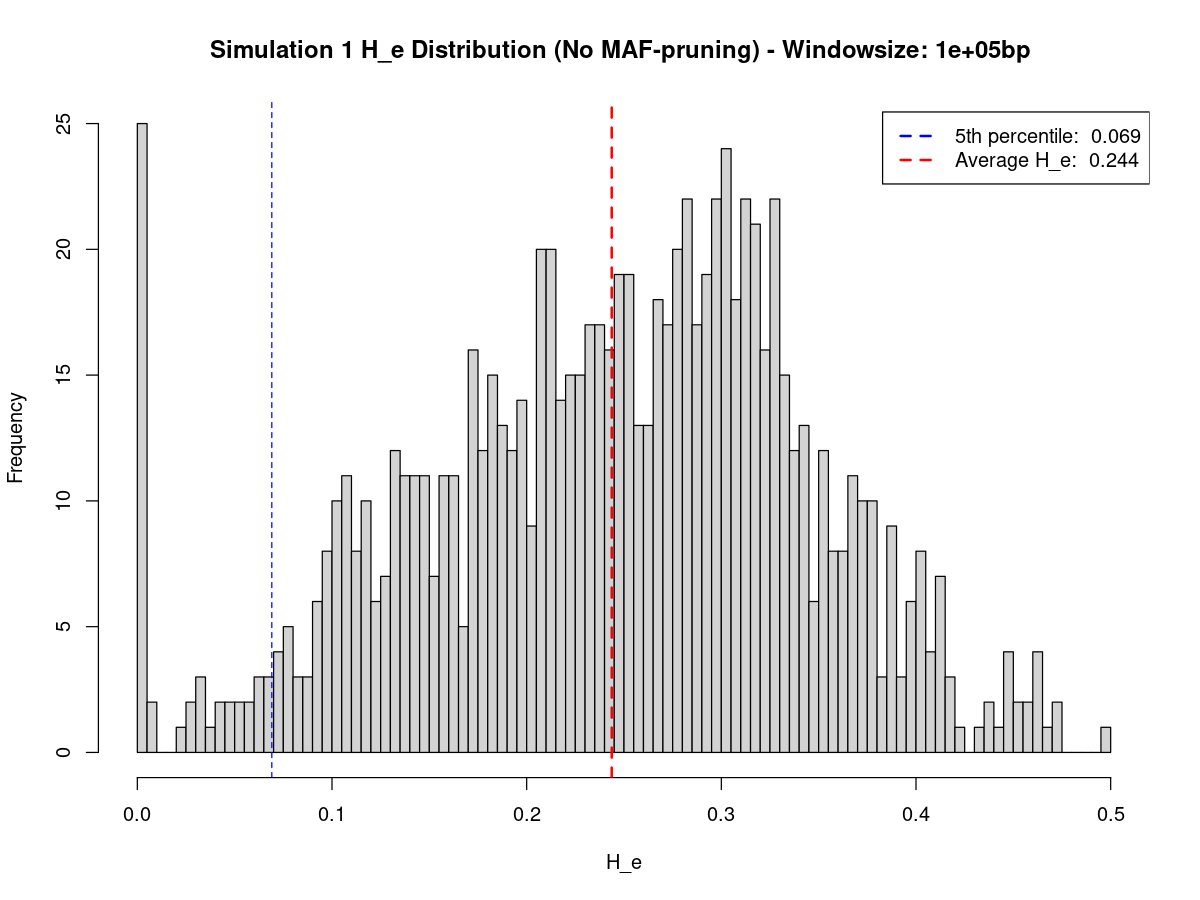 Simulation 1 H_e Distribution (No MAF-pruning) - Windowsize: 1e+05bp
5th percentile: 0.069
Average H_e: 0.244
Frequency
25
20
15
10
5
0
0.0 0.1 0.2 0.3 0.4 0.5
H_e